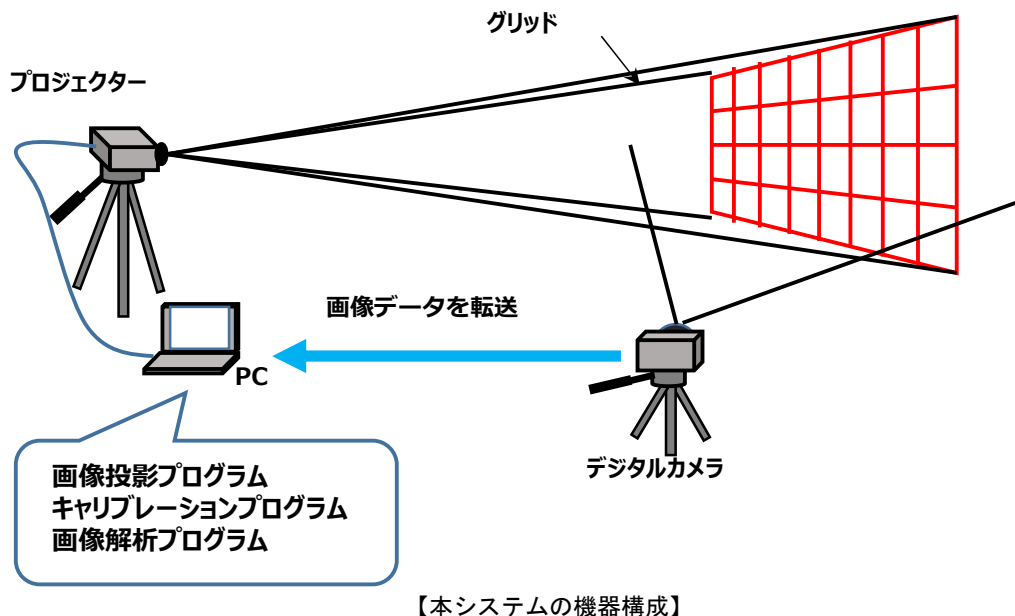 グリッド
プロジェクター
画像データを転送
PC
デジタルカメラ
画像投影プログラム
キャリブレーションプログラム
画像解析プログラム
【本システムの機器構成】